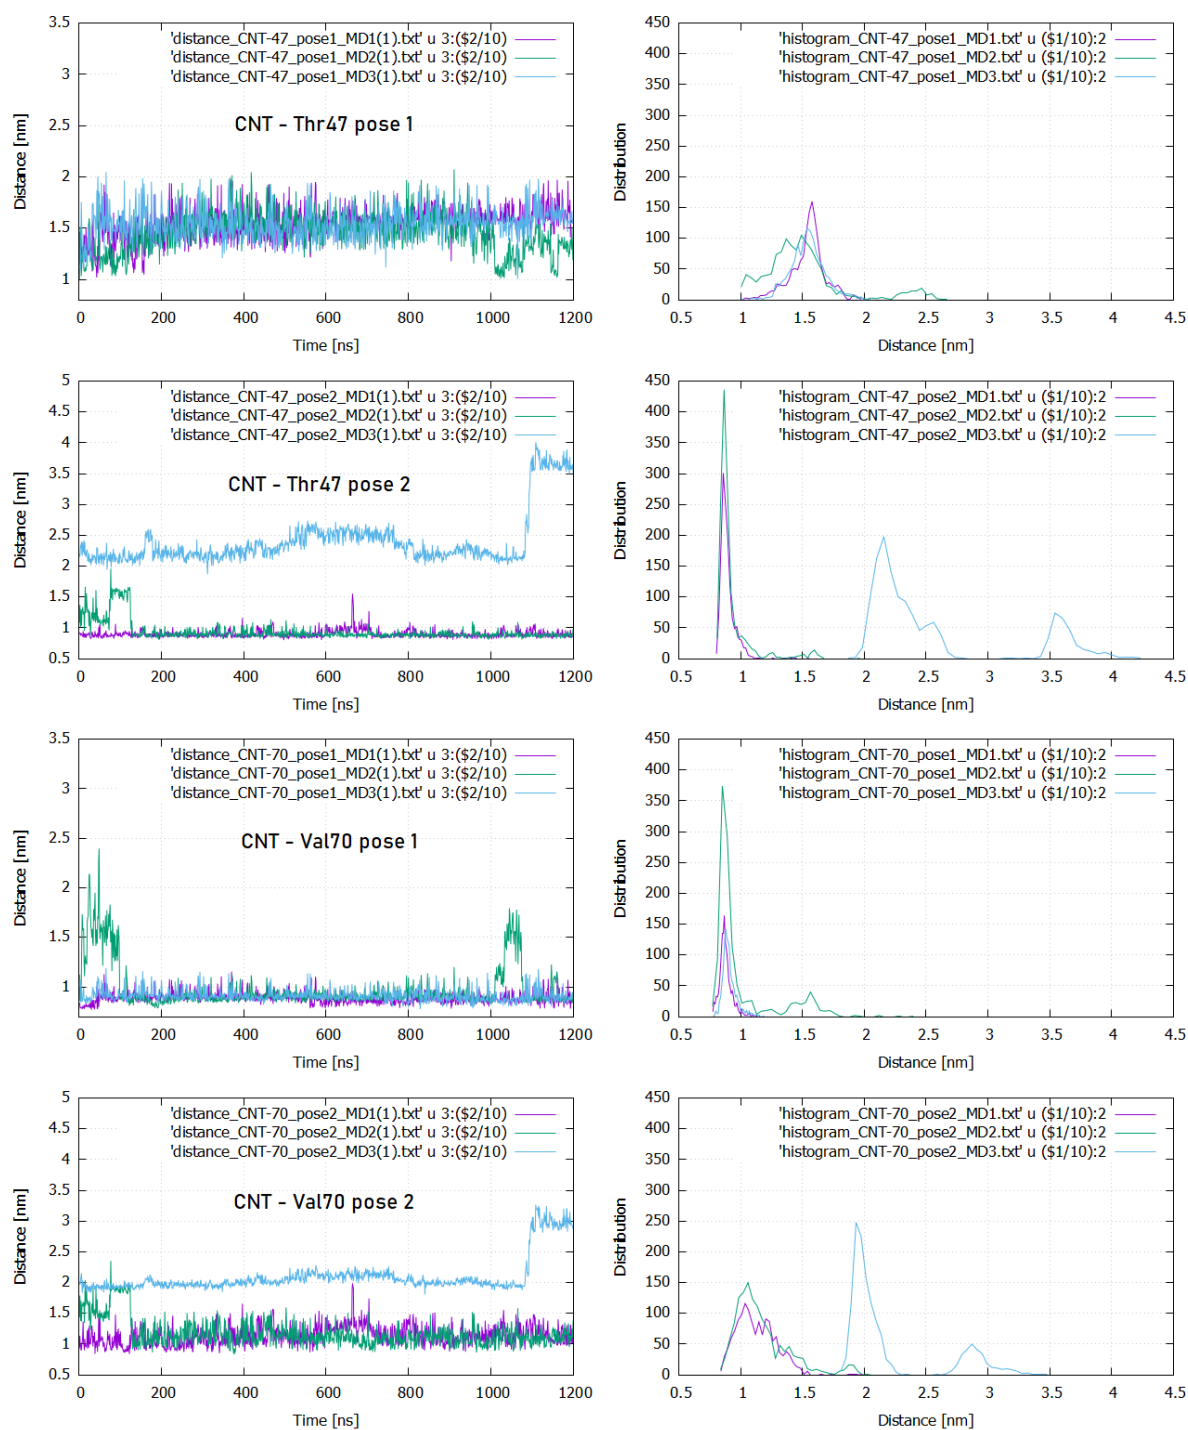 3.5
3
2.5
2
1.5
1
0 200 400 600 800 1000 1200
Distance [nm]
Time [ns]
'distance_CNT-47_pose1_MD1(1).txt' u 3:($2/10)
'distance_CNT-47_pose1_MD2(1).txt' u 3:($2/10)
'distance_CNT-47_pose1_MD3(1).txt' u 3:($2/10)
CNT - Thr47 pose 1
450
400
350
300
250
200
150
100
50
0
0.5 1 1.5 2 2.5 3 3.5 4 4.5
Distribution
Distance [nm]
'histogram_CNT-47_pose1_MD1.txt' u ($1/10):2
'histogram_CNT-47_pose1_MD2.txt' u ($1/10):2
'histogram_CNT-47_pose1_MD3.txt' u ($1/10):2
5
4.5
4
3.5
3
2.5
2
1.5
1
0.5
0 200 400 600 800 1000 1200
Distance [nm]
Time [ns]
'distance_CNT-47_pose2_MD1(1).txt' u 3:($2/10)
'distance_CNT-47_pose2_MD2(1).txt' u 3:($2/10)
'distance_CNT-47_pose2_MD3(1).txt' u 3:($2/10)
CNT - Thr47 pose 2
450
400
350
300
250
200
150
100
50
0
0.5 1 1.5 2 2.5 3 3.5 4 4.5
Distribution
Distance [nm]
'histogram_CNT-47_pose2_MD1.txt' u ($1/10):2
'histogram_CNT-47_pose2_MD2.txt' u ($1/10):2
'histogram_CNT-47_pose2_MD3.txt' u ($1/10):2
3.5
3
2.5
2
1.5
1
0 200 400 600 800 1000 1200
Distance [nm]
Time [ns]
'distance_CNT-70_pose1_MD1(1).txt' u 3:($2/10)
'distance_CNT-70_pose1_MD2(1).txt' u 3:($2/10)
'distance_CNT-70_pose1_MD3(1).txt' u 3:($2/10)
CNT - Val70 pose 1
450
400
350
300
250
200
150
100
50
0
0.5 1 1.5 2 2.5 3 3.5 4 4.5
Distribution
Distance [nm]
'histogram_CNT-70_pose1_MD1.txt' u ($1/10):2
'histogram_CNT-70_pose1_MD2.txt' u ($1/10):2
'histogram_CNT-70_pose1_MD3.txt' u ($1/10):2
5
4.5
4
3.5
3
2.5
2
1.5
1
0.5
0 200 400 600 800 1000 1200
Distance [nm]
Time [ns]
'distance_CNT-70_pose2_MD1(1).txt' u 3:($2/10)
'distance_CNT-70_pose2_MD2(1).txt' u 3:($2/10)
'distance_CNT-70_pose2_MD3(1).txt' u 3:($2/10)
CNT - Val70 pose 2
450
400
350
300
250
200
150
100
50
0
0.5 1 1.5 2 2.5 3 3.5 4 4.5
Distribution
Distance [nm]
'histogram_CNT-70_pose2_MD1.txt' u ($1/10):2
'histogram_CNT-70_pose2_MD2.txt' u ($1/10):2
'histogram_CNT-70_pose2_MD3.txt' u ($1/10):2